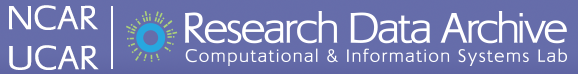 NCAR
UCAR
Research Data Archive
Computational & Information Systems Lab